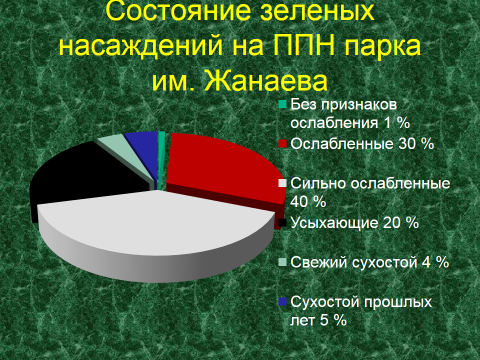 Состояние зеленых
насаждений на ППН парка
им. Жанаева
Без признаков
ослабления 1 %
Ослабленные 30 %
Сильно ослабленные
40 %
Усыхающие 20 %
Свежий сухостой 4 %
Сухостой прошлых
лет 5 %